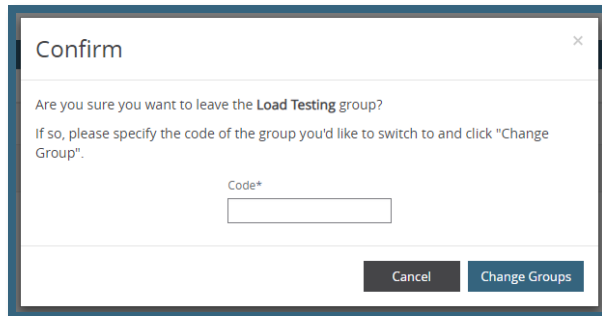 Confirm
×
Are you sure you want to leave the Load Testing group?
If so, please specify the code of the group you'd like to switch to and click "Change
Group".
Code*
Cancel Change Groups